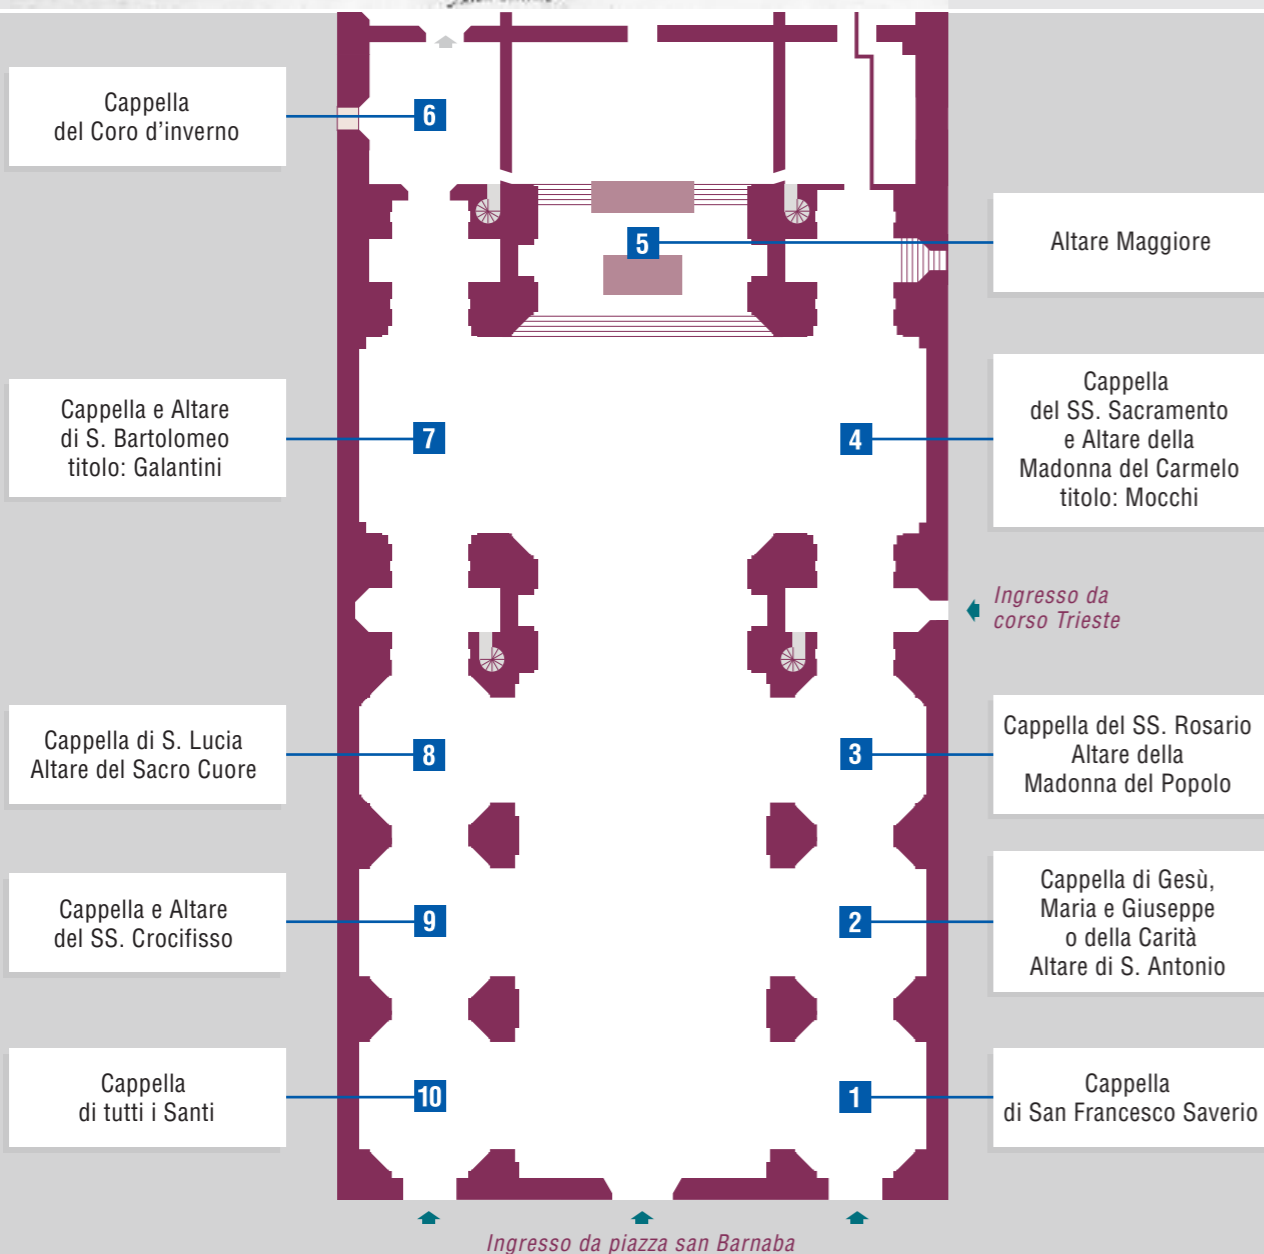 Cappella
del Coro d'inverno
6
5
Altare Maggiore
Cappella e Altare
di S. Bartolomeo
titolo: Galantini
7
4
Cappella
del SS. Sacramento
e Altare della
Madonna del Carmelo
titolo: Mocchi
Ingresso da
corso Trieste
Cappella di S. Lucia
Altare del Sacro Cuore
8
3
Cappella del SS. Rosario
Altare della
Madonna del Popolo
Cappella e Altare
del SS. Crocifisso
9
2
Cappella di Gesù,
Maria e Giuseppe
o della Carità
Altare di S. Antonio
Cappella
di tutti i Santi
10
1
Cappella
di San Francesco Saverio
Ingresso da piazza san Barnaba